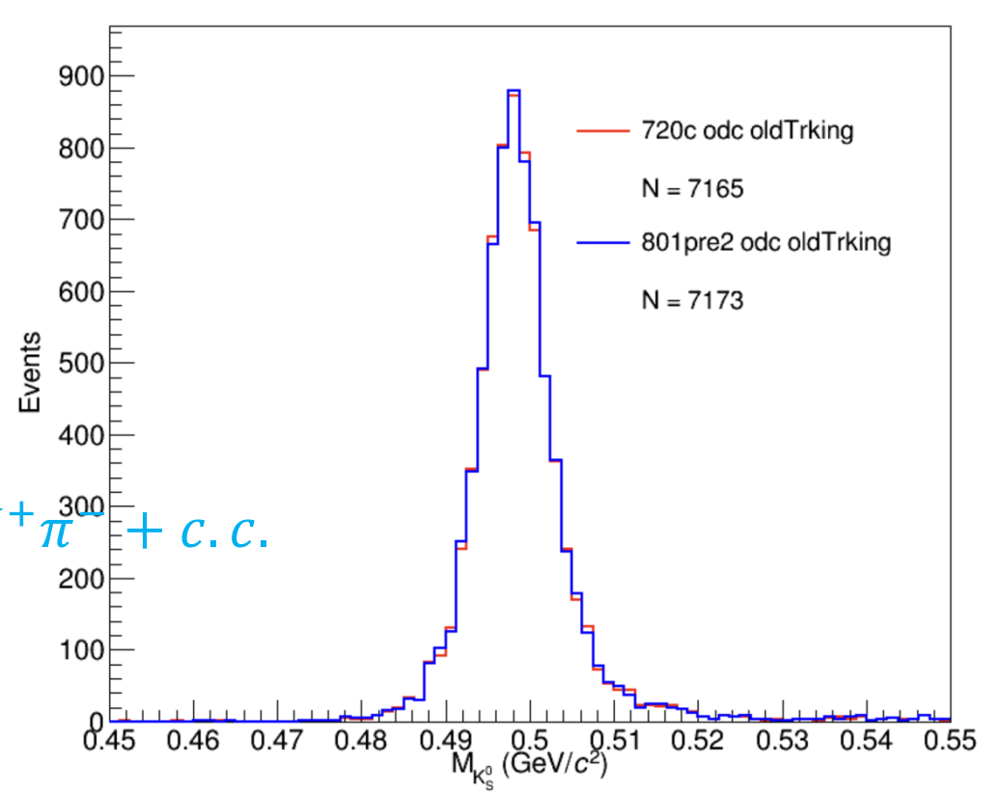 900
800
700
600
500
400
300
200
100
0
Events
720c odc oldTrking
N = 7165
801pre2 odc oldTrking
N = 7173
⁺π⁻ + c.c.
0.45 0.46 0.47 0.48 0.49 0.5 0.51 0.52 0.53 0.54 0.55
M_{K_S^0} (GeV/c²)